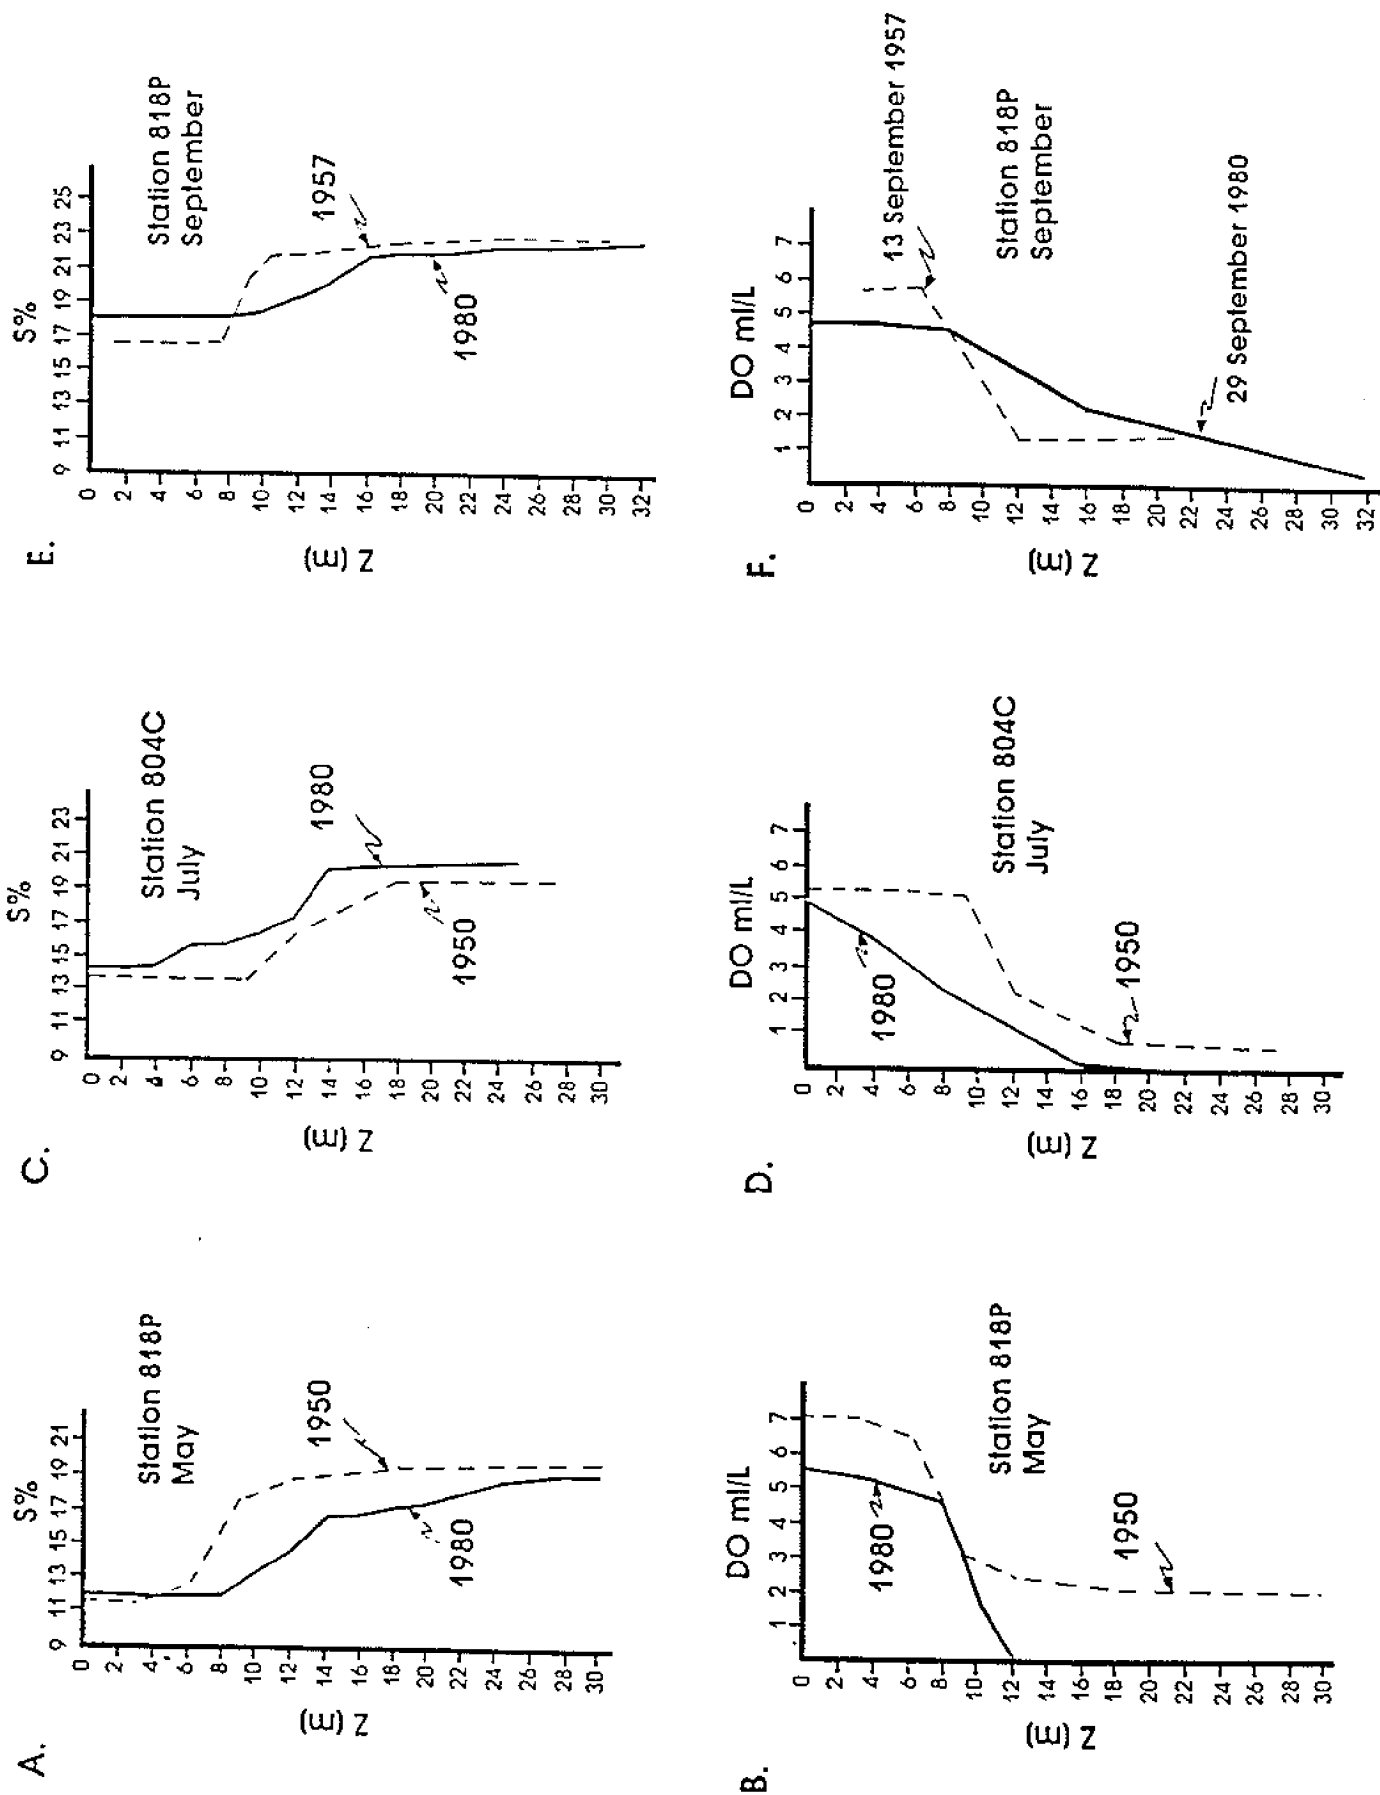 A.
S%
9 11 13 15 17 19 21
Station 818P
May
1950
1980
0 2 4 6 8 10 12 14 16 18 20 22 24 26 28 30
Z (m)
B.
DO ml/L
1 2 3 4 5 6 7
1980
1950
Station 818P
May
0 2 4 6 8 10 12 14 16 18 20 22 24 26 28 30
Z (m)
C.
S%
9 11 13 15 17 19 21 23
Station 804C
July
1980
1950
0 2 4 6 8 10 12 14 16 18 20 22 24 26 28 30
Z (m)
D.
DO ml/L
1 2 3 4 5 6 7
1980
1950
Station 804C
July
0 2 4 6 8 10 12 14 16 18 20 22 24 26 28 30
Z (m)
E.
S%
9 11 13 15 17 19 21 23 25
Station 818P
September
1957
1980
0 2 4 6 8 10 12 14 16 18 20 22 24 26 28 30 32
Z (m)
F.
DO ml/L
1 2 3 4 5 6 7
13 September 1957
Station 818P
September
29 September 1980
0 2 4 6 8 10 12 14 16 18 20 22 24 26 28 30 32
Z (m)